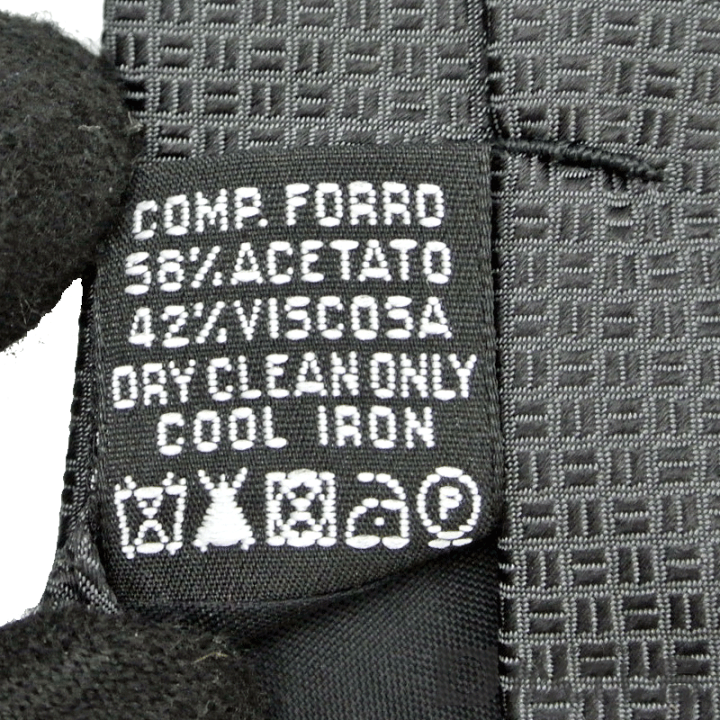 COMP. FORRO
58% ACETATO
42% VISCOSA
DRY CLEAN ONLY
COOL IRON
P